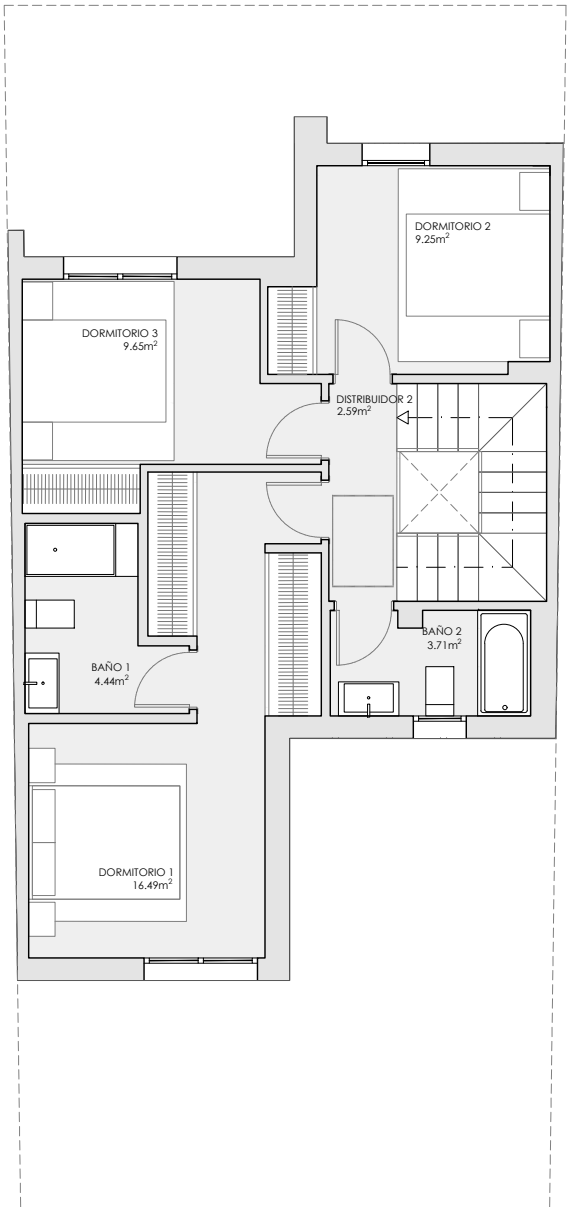 DORMITORIO 2
9.25m²
DORMITORIO 3
9.65m²
DISTRIBUIDOR 2
2.59m²
BAÑO 2
3.71m²
BAÑO 1
4.44m²
DORMITORIO 1
16.49m²